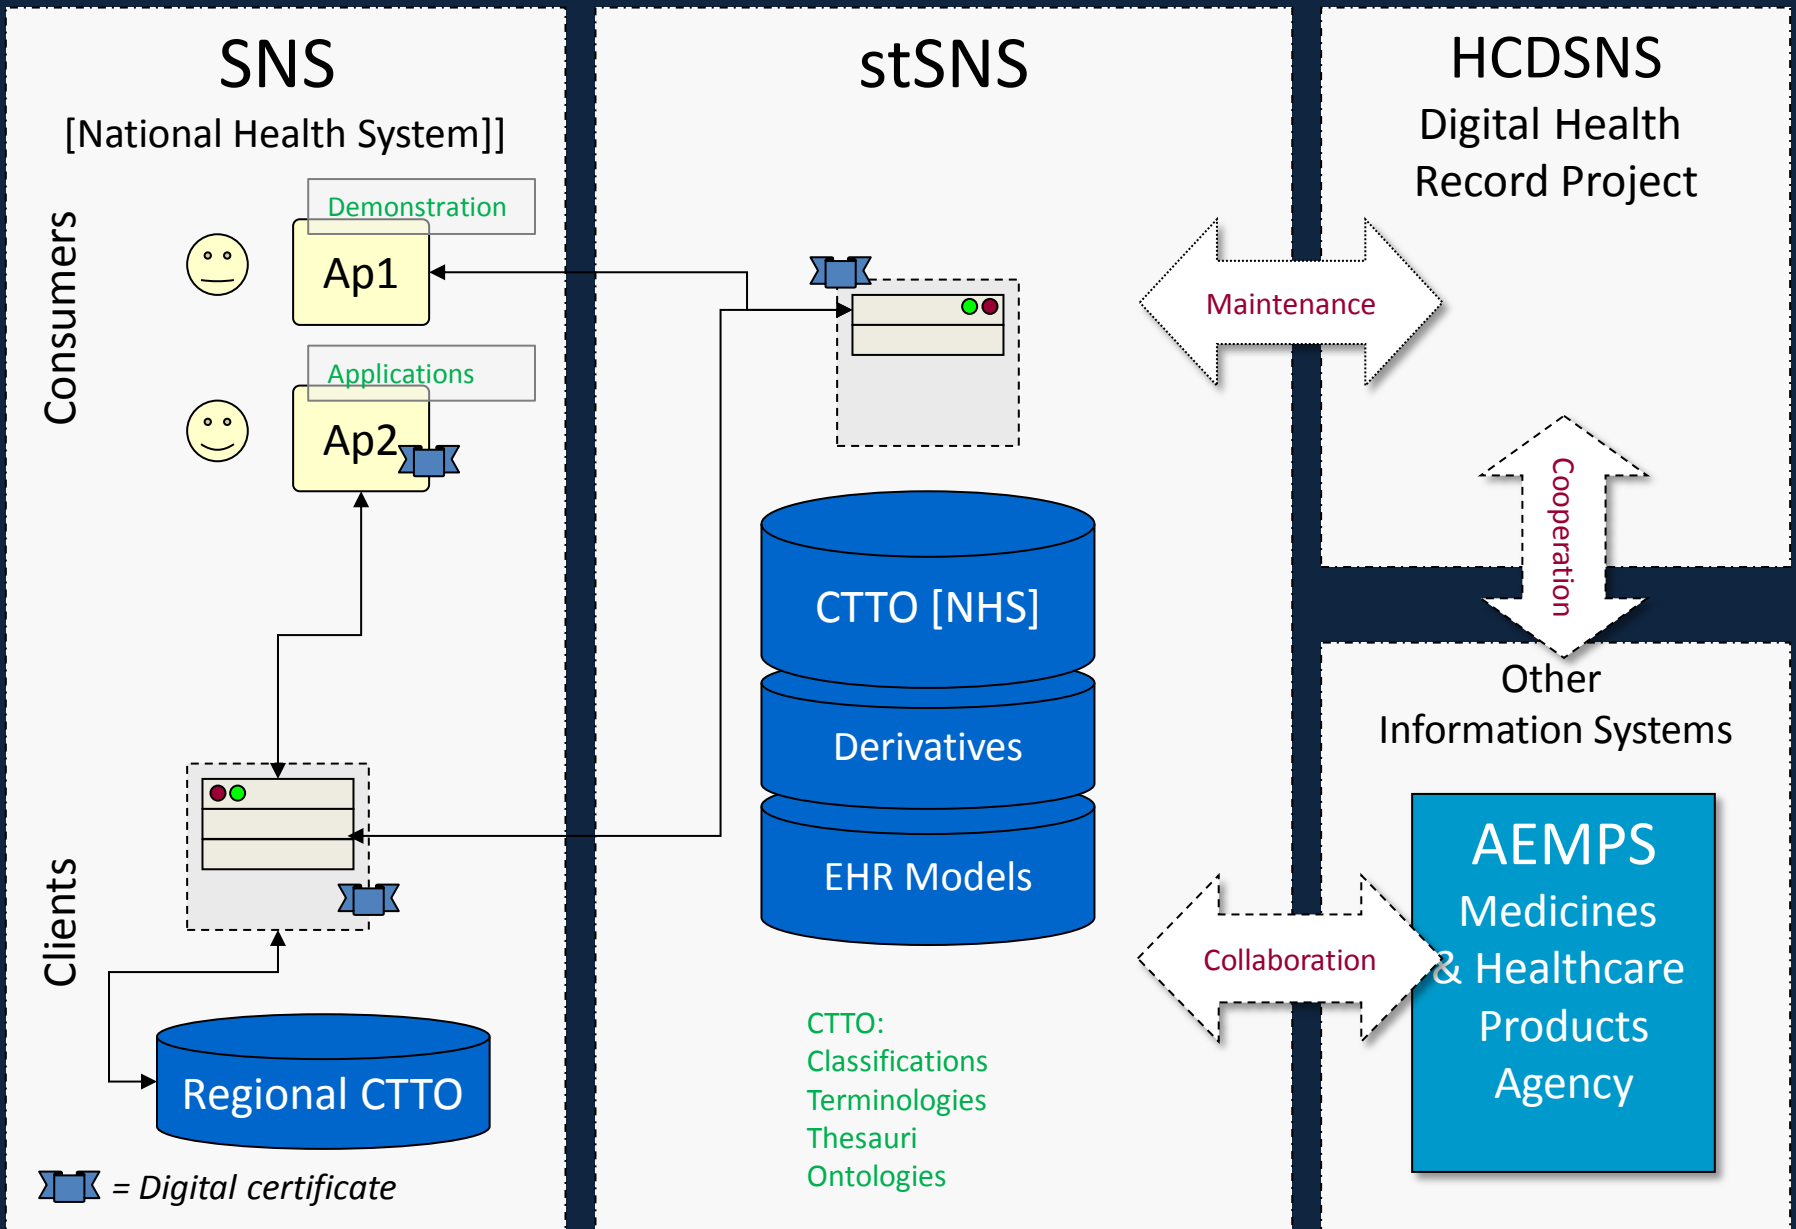 SNS
[National Health System]]
Consumers
Demonstration
Ap1
Applications
Ap2
Clients
Regional CTTO
= Digital certificate
stSNS
CTTO [NHS]
Derivatives
EHR Models
CTTO:
Classifications
Terminologies
Thesauri
Ontologies
HCDSNS
Digital Health
Record Project
Maintenance
Cooperation
Other
Information Systems
Collaboration
AEMPS
Medicines
& Healthcare
Products
Agency